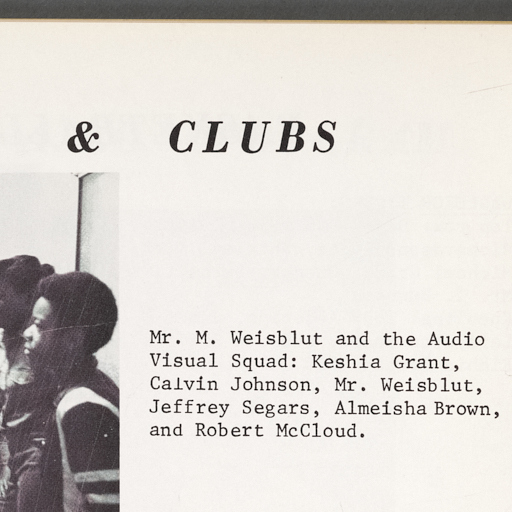 & CLUBS
Mr. M. Weisblut and the Audio
Visual Squad: Keshia Grant,
Calvin Johnson, Mr. Weisblut,
Jeffrey Segars, Almeisha Brown,
and Robert McCloud.